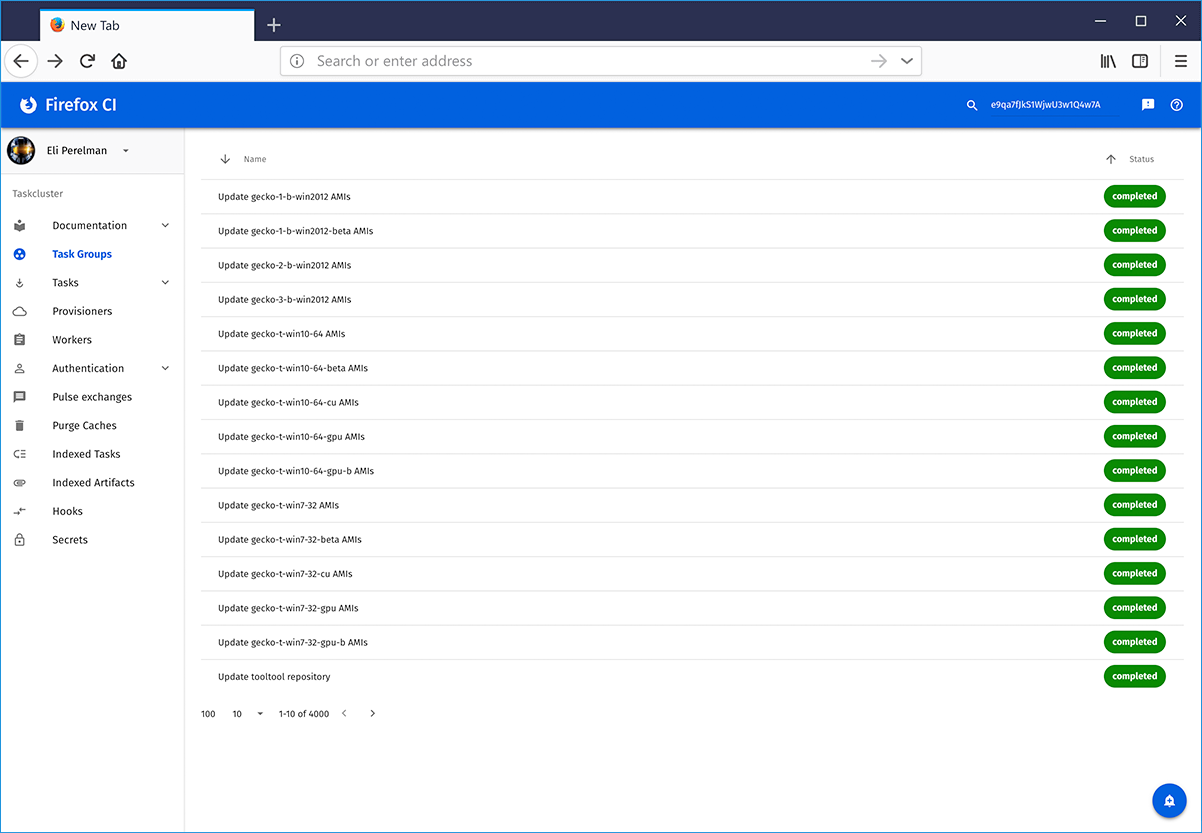 New Tab
Search or enter address
Firefox CI
e9qa7fJkS1WjwU3w1Q4w7A
Eli Perelman
Taskcluster
Documentation
Task Groups
Tasks
Provisioners
Workers
Authentication
Pulse exchanges
Purge Caches
Indexed Tasks
Indexed Artifacts
Hooks
Secrets
Name Status
Update gecko-1-b-win2012 AMIs completed
Update gecko-1-b-win2012-beta AMIs completed
Update gecko-2-b-win2012 AMIs completed
Update gecko-3-b-win2012 AMIs completed
Update gecko-t-win10-64 AMIs completed
Update gecko-t-win10-64-beta AMIs completed
Update gecko-t-win10-64-cu AMIs completed
Update gecko-t-win10-64-gpu AMIs completed
Update gecko-t-win10-64-gpu-b AMIs completed
Update gecko-t-win7-32 AMIs completed
Update gecko-t-win7-32-beta AMIs completed
Update gecko-t-win7-32-cu AMIs completed
Update gecko-t-win7-32-gpu AMIs completed
Update gecko-t-win7-32-gpu-b AMIs completed
Update tooltool repository completed
100 10 1-10 of 4000